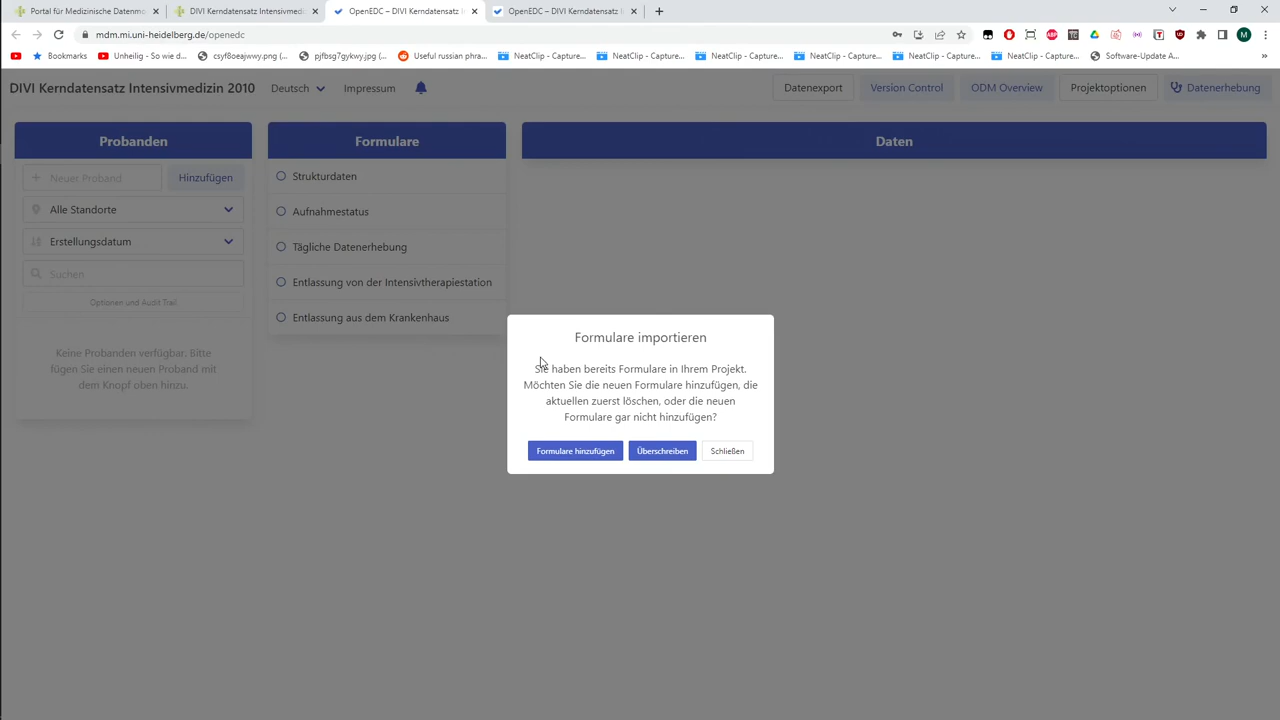 Portal für Medizinische Datenmo
DIVI Kerndatensatz Intensivmediz
OpenEDC – DIVI Kerndatensatz I
OpenEDC – DIVI Kerndatensatz I
mdm.mi.uni-heidelberg.de/openedc
Bookmarks
Unheilig - So wie d...
csyf8oeajwwy.png (...
pjfbsg7gykwy.jpg (...
Useful russian phra...
NeatClip - Capture...
NeatClip - Capture...
NeatClip - Capture...
NeatClip - Capture...
NeatClip - Capture...
NeatClip - Capture...
Software-Update A...
»
DIVI Kerndatensatz Intensivmedizin 2010
Deutsch
Impressum
Datenexport
Version Control
ODM Overview
Projektoptionen
Datenerhebung
Probanden
Neuer Proband
Hinzufügen
Alle Standorte
Erstellungsdatum
Suchen
Optionen und Audit Trail
Keine Probanden verfügbar. Bitte
fügen Sie einen neuen Proband mit
dem Knopf oben hinzu.
Formulare
Strukturdaten
Aufnahmestatus
Tägliche Datenerhebung
Entlassung von der Intensivtherapiestation
Entlassung aus dem Krankenhaus
Daten
Formulare importieren
Sie haben bereits Formulare in Ihrem Projekt.
Möchten Sie die neuen Formulare hinzufügen, die
aktuellen zuerst löschen, oder die neuen
Formulare gar nicht hinzufügen?
Formulare hinzufügen
Überschreiben
Schließen